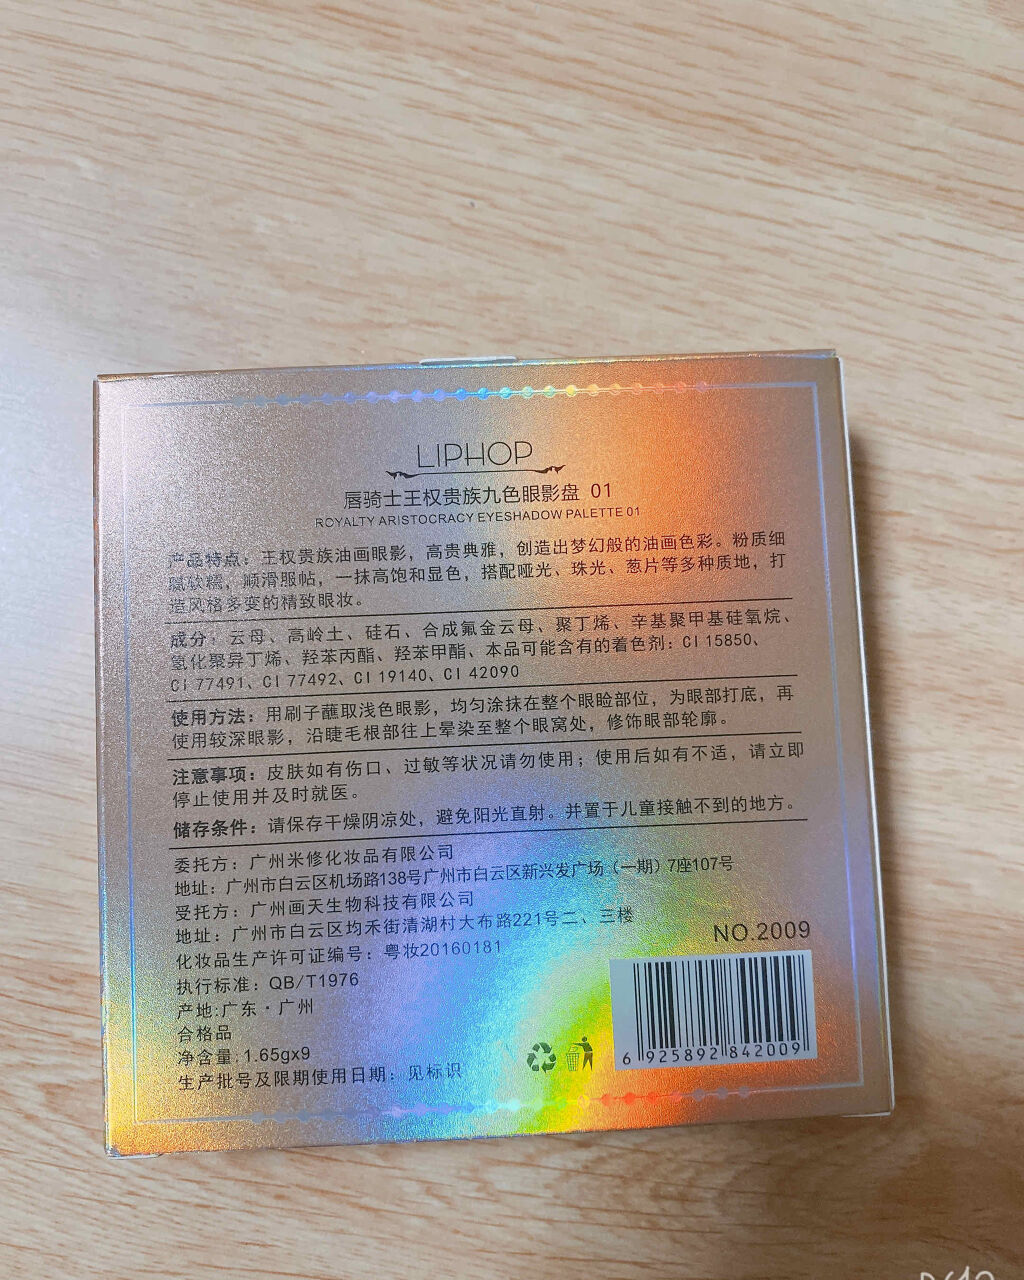 LIPHOP
唇骑士王权贵族九色眼影盘 01
ROYALTY ARISTOCRACY EYESHADOW PALETTE 01
产品特点：王权贵族油画眼影，高贵典雅，创造出梦幻般的油画色彩。粉质细
腻软糯，顺滑服帖，一抹高饱和显色，搭配哑光、珠光、葱片等多种质地，打
造风格多变的精致眼妆。
成分：云母、高岭土、硅石、合成氟金云母、聚丁烯、辛基聚甲基硅氧烷、
氢化聚异丁烯、羟苯丙酯、羟苯甲酯、本品可能含有的着色剂：CI 15850、
CI 77491、CI 77492、CI 19140、CI 42090
使用方法：用刷子蘸取浅色眼影，均匀涂抹在整个眼睑部位，为眼部打底，再
使用较深眼影，沿睫毛根部往上晕染至整个眼窝处，修饰眼部轮廓。
注意事项：皮肤如有伤口、过敏等状况请勿使用；使用后如有不适，请立即
停止使用并及时就医。
储存条件：请保存干燥阴凉处，避免阳光直射。并置于儿童接触不到的地方。
委托方：广州米修化妆品有限公司
地址：广州市白云区机场路138号广州市白云区新兴发广场（一期）7座107号
受托方：广州画天生物科技有限公司
地址：广州市白云区均禾街清湖村大布路221号二、三楼
化妆品生产许可证编号：粤妆20160181
执行标准：QB/T1976
产地:广东·广州
合格品
净含量:1.65gx9
生产批号及限期使用日期：见标识
NO.2009
6 925892 842009